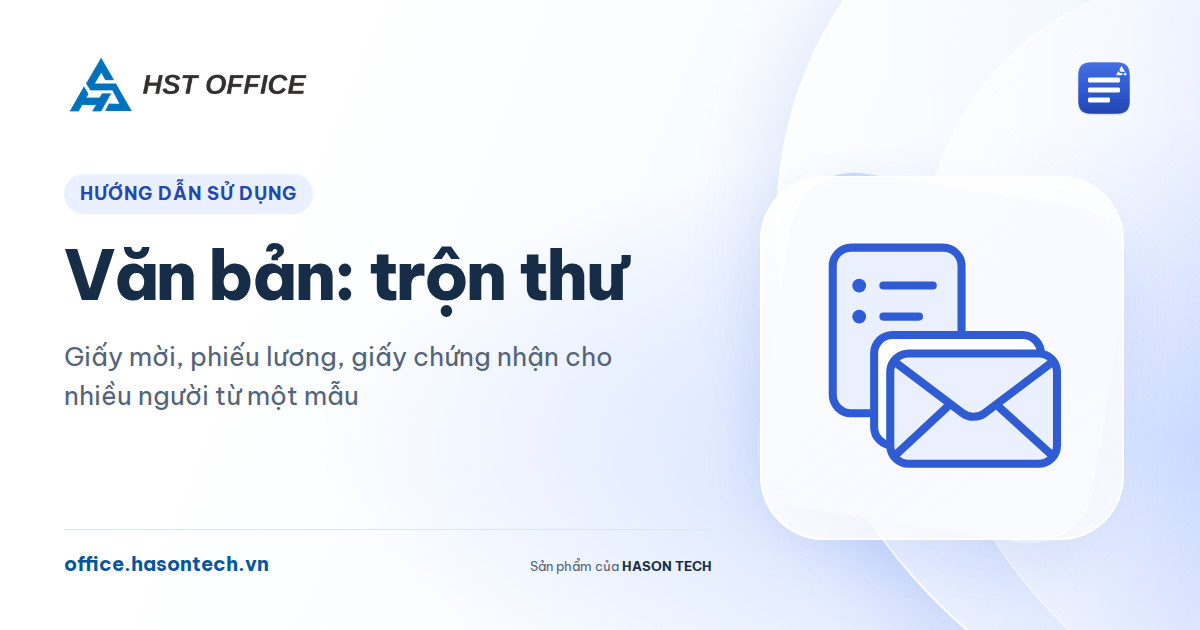 HST OFFICE
HƯỚNG DẪN SỬ DỤNG
Văn bản: trộn thư
Giấy mời, phiếu lương, giấy chứng nhận cho
nhiều người từ một mẫu
office.hasontech.vn
Sản phẩm của HASON TECH